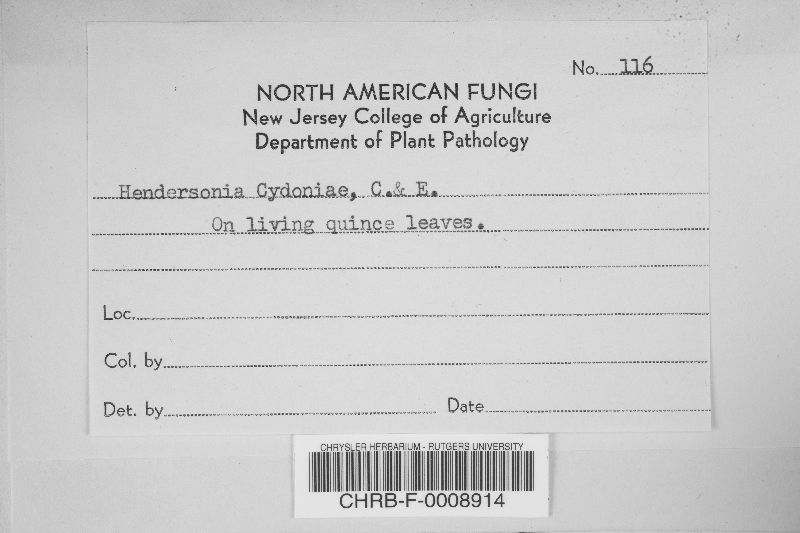 No. 116
NORTH AMERICAN FUNGI
New Jersey College of Agriculture
Department of Plant Pathology
Hendersonia Cydoniae, C.& E.
On living quince leaves.
Loc.
Col. by
Det. by Date
CHRYSLER HERBARIUM - RUTGERS UNIVERSITY
CHRB-F-0008914